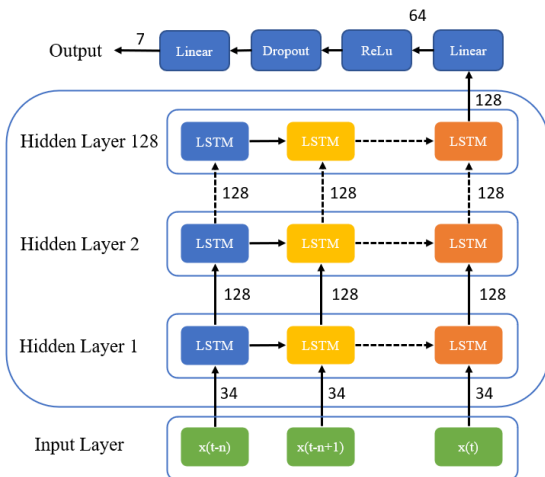 64
Output 7 Linear Dropout ReLu Linear
128
Hidden Layer 128 LSTM LSTM LSTM
128 128 128
Hidden Layer 2 LSTM LSTM LSTM
128 128 128
Hidden Layer 1 LSTM LSTM LSTM
34 34 34
Input Layer x(t-n) x(t-n+1) x(t)